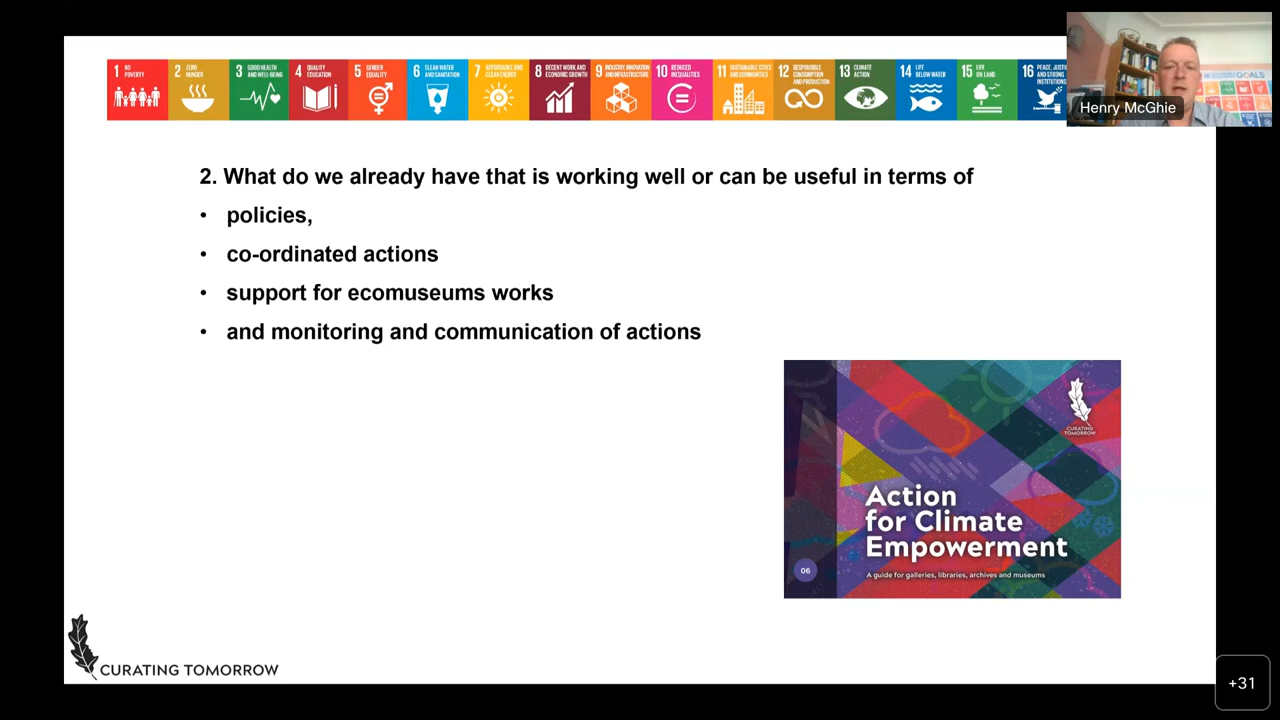 1 NO POVERTY
2 ZERO HUNGER
3 GOOD HEALTH AND WELL-BEING
4 QUALITY EDUCATION
5 GENDER EQUALITY
6 CLEAN WATER AND SANITATION
7 AFFORDABLE AND CLEAN ENERGY
8 DECENT WORK AND ECONOMIC GROWTH
9 INDUSTRY, INNOVATION AND INFRASTRUCTURE
10 REDUCED INEQUALITIES
11 SUSTAINABLE CITIES AND COMMUNITIES
12 RESPONSIBLE CONSUMPTION AND PRODUCTION
13 CLIMATE ACTION
14 LIFE BELOW WATER
15 LIFE ON LAND
16 PEACE, JUSTI AND STRONG INSTITUTIONS
GOALS
Henry McGhie
2. What do we already have that is working well or can be useful in terms of
• policies,
• co-ordinated actions
• support for ecomuseums works
• and monitoring and communication of actions
CURATING
TOMORROW
Action
for Climate
Empowerment
06
A guide for galleries, libraries, archives and museums
CURATING TOMORROW
+31